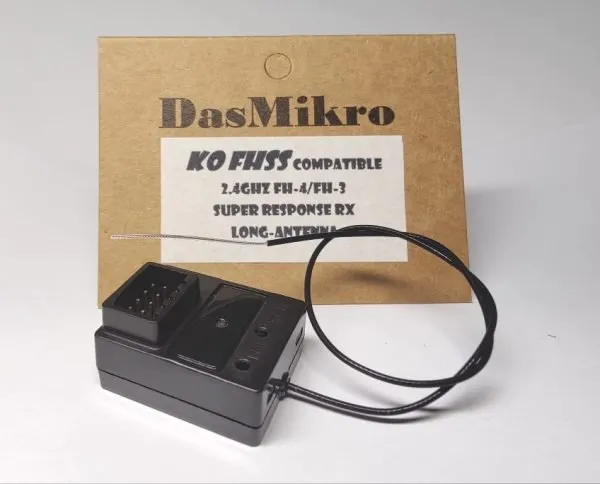 DasMikro
KO FHSS COMPATIBLE
2.4GHZ FH-4/FH-3
SUPER RESPONSE RX
LONG-ANTENNA